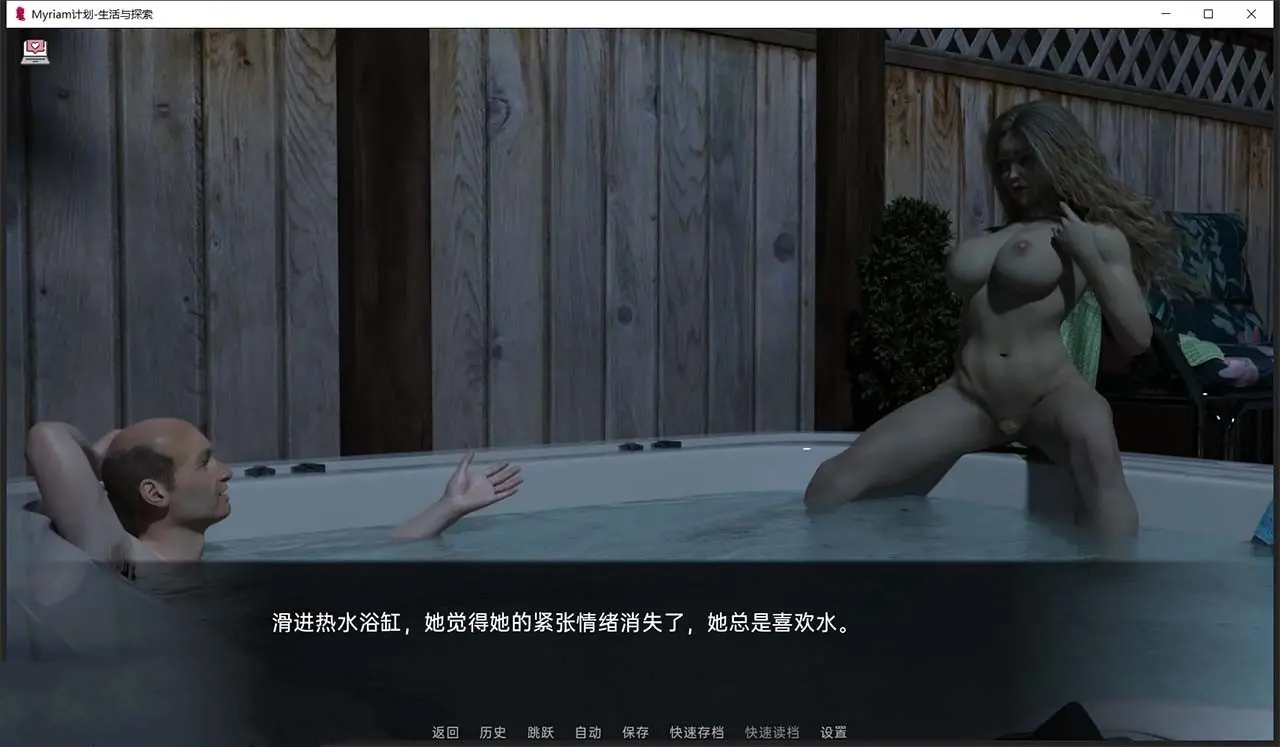 Myriam计划-生活与探索
滑进热水浴缸，她觉得她的紧张情绪消失了，她总是喜欢水。
返回 历史 跳跃 自动 保存 快速存档 快速读档 设置